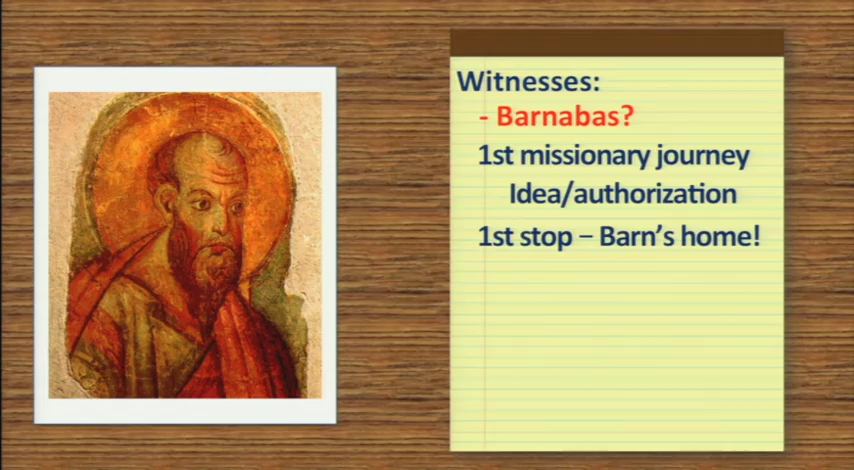 Witnesses:
- Barnabas?
1st missionary journey
Idea/authorization
1st stop – Barn’s home!